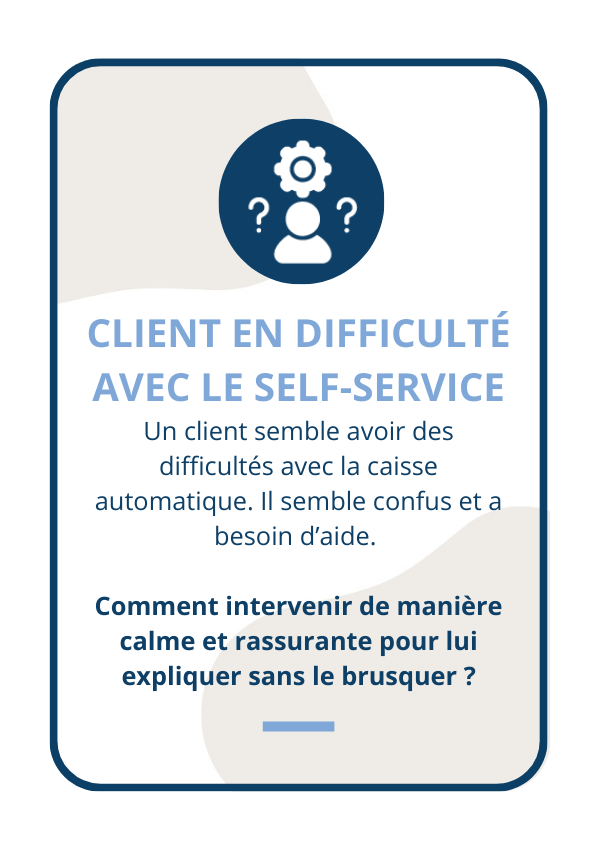 CLIENT EN DIFFICULTÉ
AVEC LE SELF-SERVICE
Un client semble avoir des
difficultés avec la caisse
automatique. Il semble confus et a
besoin d’aide.
Comment intervenir de manière
calme et rassurante pour lui
expliquer sans le brusquer ?